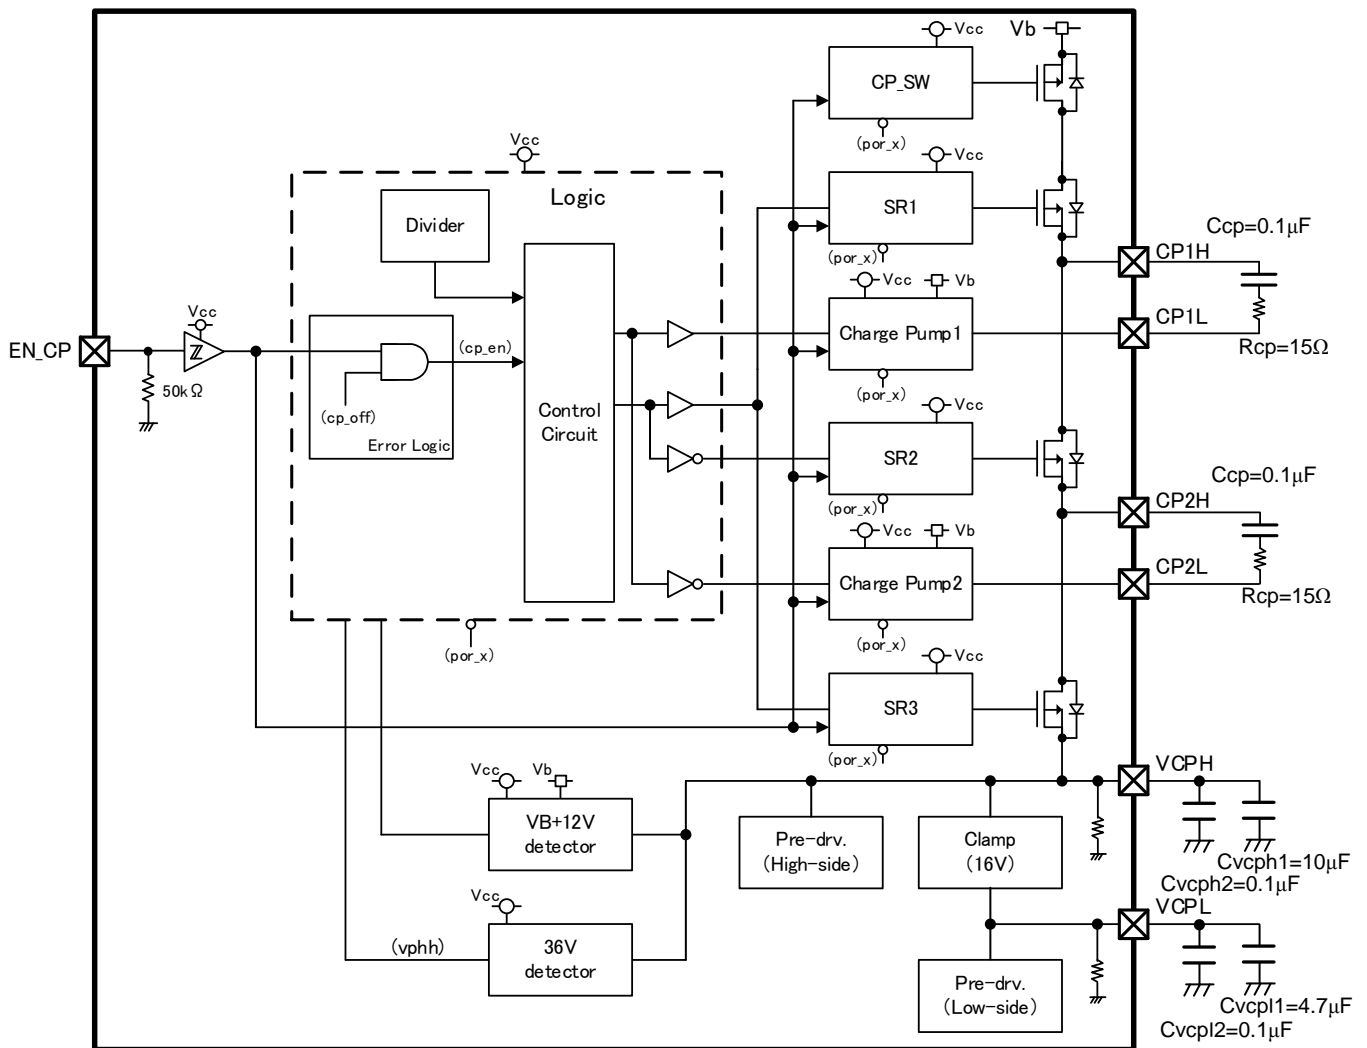 Vcc
Vb
CP_SW
(por_x)
Vcc
Vcc
Logic
SR1
Divider
Ccp=0.1μF
(por_x)
CP1H
Vcc
Vb
Vcc
EN_CP
Charge Pump1
CP1L
(cp_en)
Rcp=15Ω
50kΩ
(por_x)
(cp_off)
Error Logic
Control
Circuit
Vcc
SR2
Ccp=0.1μF
(por_x)
CP2H
Vcc
Vb
Charge Pump2
CP2L
Rcp=15Ω
(por_x)
(por_x)
Vcc
SR3
(por_x)
VCPH
Vcc
Vb
VB+12V
detector
Pre-drv.
(High-side)
Clamp
(16V)
Cvcph1=10μF
Cvcph2=0.1μF
Vcc
VCPL
(vphh)
36V
detector
Pre-drv.
(Low-side)
Cvcpl1=4.7μF
Cvcpl2=0.1μF